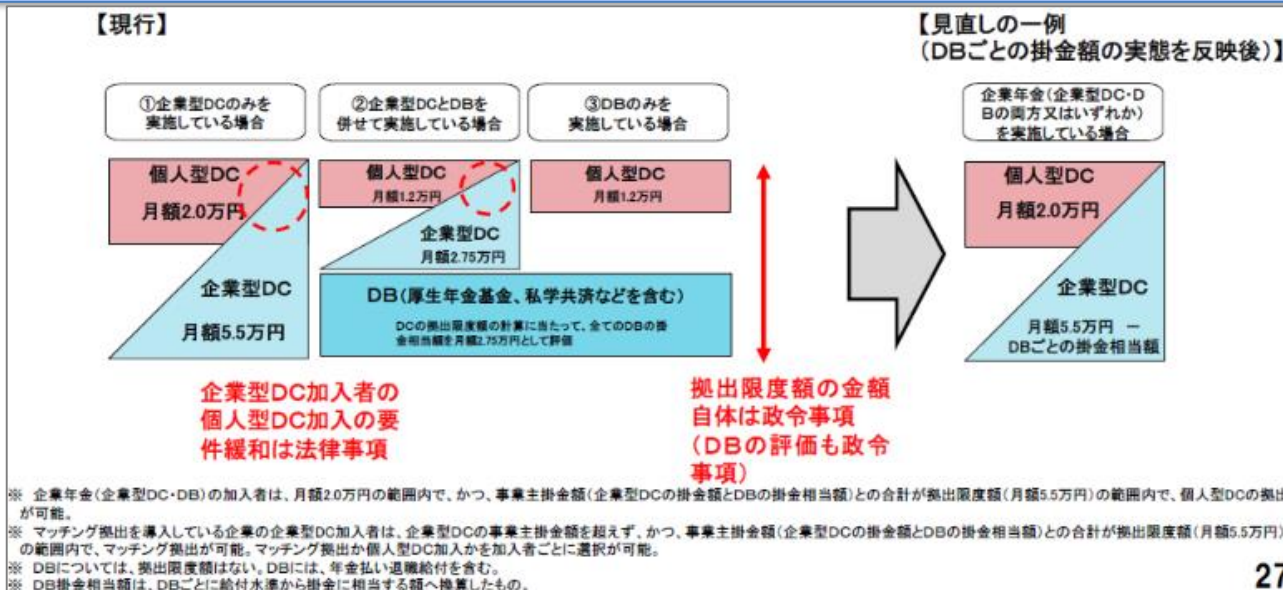 【現行】
【見直しの一例
(DBごとの掛金額の実態を反映後)】
①企業型DCのみを
実施している場合
②企業型DCとDBを
併せて実施している場合
③DBのみを
実施している場合
企業年金(企業型DC・D
Bの両方又はいずれか)
を実施している場合
個人型DC
月額2.0万円
企業型DC
月額5.5万円
個人型DC
月額1.2万円
企業型DC
月額2.75万円
個人型DC
月額1.2万円
DB(厚生年金基金、私学共済などを含む)
DCの拠出限度額の計算に当たって、全てのDBの掛
金相当額を月額2.75万円として評価
個人型DC
月額2.0万円
企業型DC
月額5.5万円 ー
DBごとの掛金相当額
企業型DC加入者の
個人型DC加入の要
件緩和は法律事項
拠出限度額の金額
自体は政令事項
(DBの評価も政令
事項)
※ 企業年金(企業型DC・DB)の加入者は、月額2.0万円の範囲内で、かつ、事業主掛金額(企業型DCの掛金額とDBの掛金相当額)との合計が拠出限度額(月額5.5万円)の範囲内で、個人型DCの拠出
が可能。
※ マッチング拠出を導入している企業の企業型DC加入者は、企業型DCの事業主掛金額を超えず、かつ、事業主掛金額(企業型DCの掛金額とDBの掛金相当額)との合計が拠出限度額(月額5.5万円)
の範囲内で、マッチング拠出が可能。マッチング拠出か個人型DC加入かを加入者ごとに選択が可能。
※ DBについては、拠出限度額はない。DBには、年金払い退職給付を含む。
※ DB掛金相当額は、DBごとに給付水準から掛金に相当する額へ換算したもの。
27